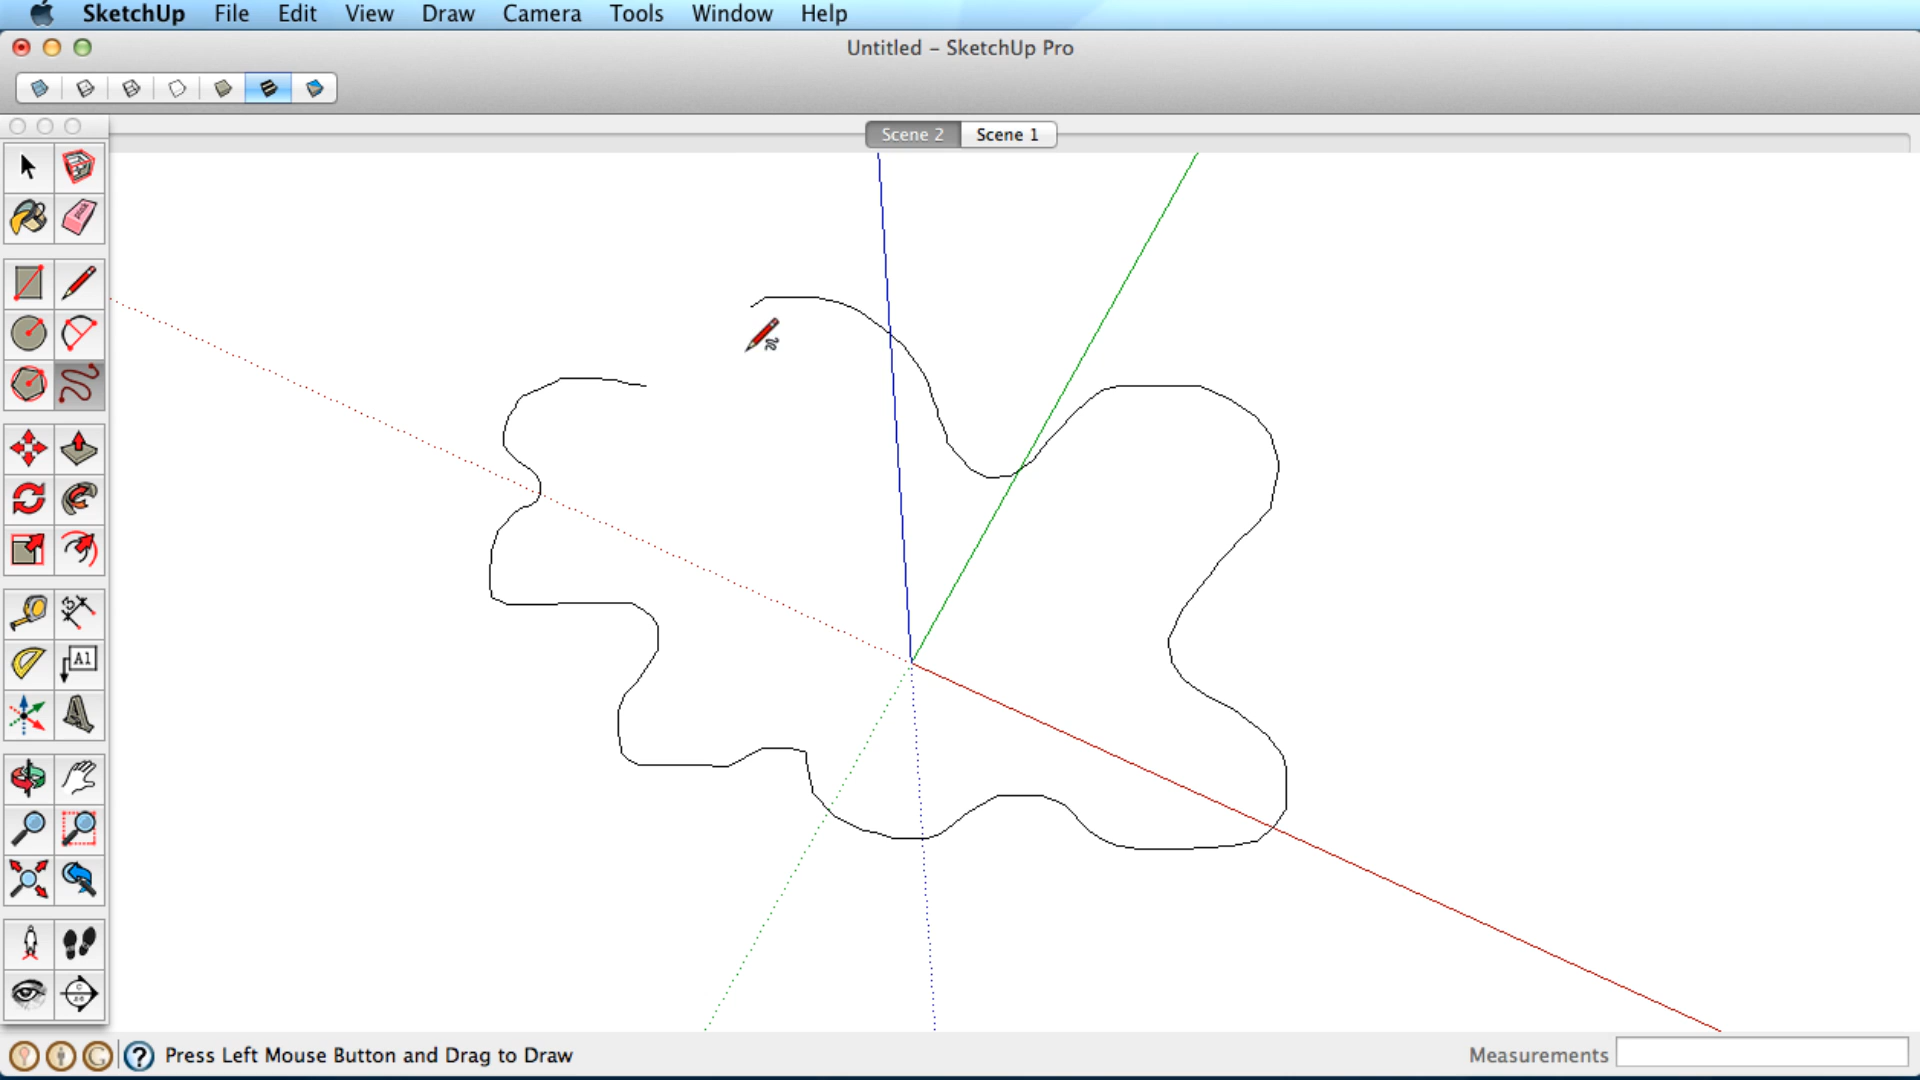 SketchUp File Edit View Draw Camera Tools Window Help
Untitled – SketchUp Pro
Scene 2 Scene 1
A1
Press Left Mouse Button and Drag to Draw
Measurements